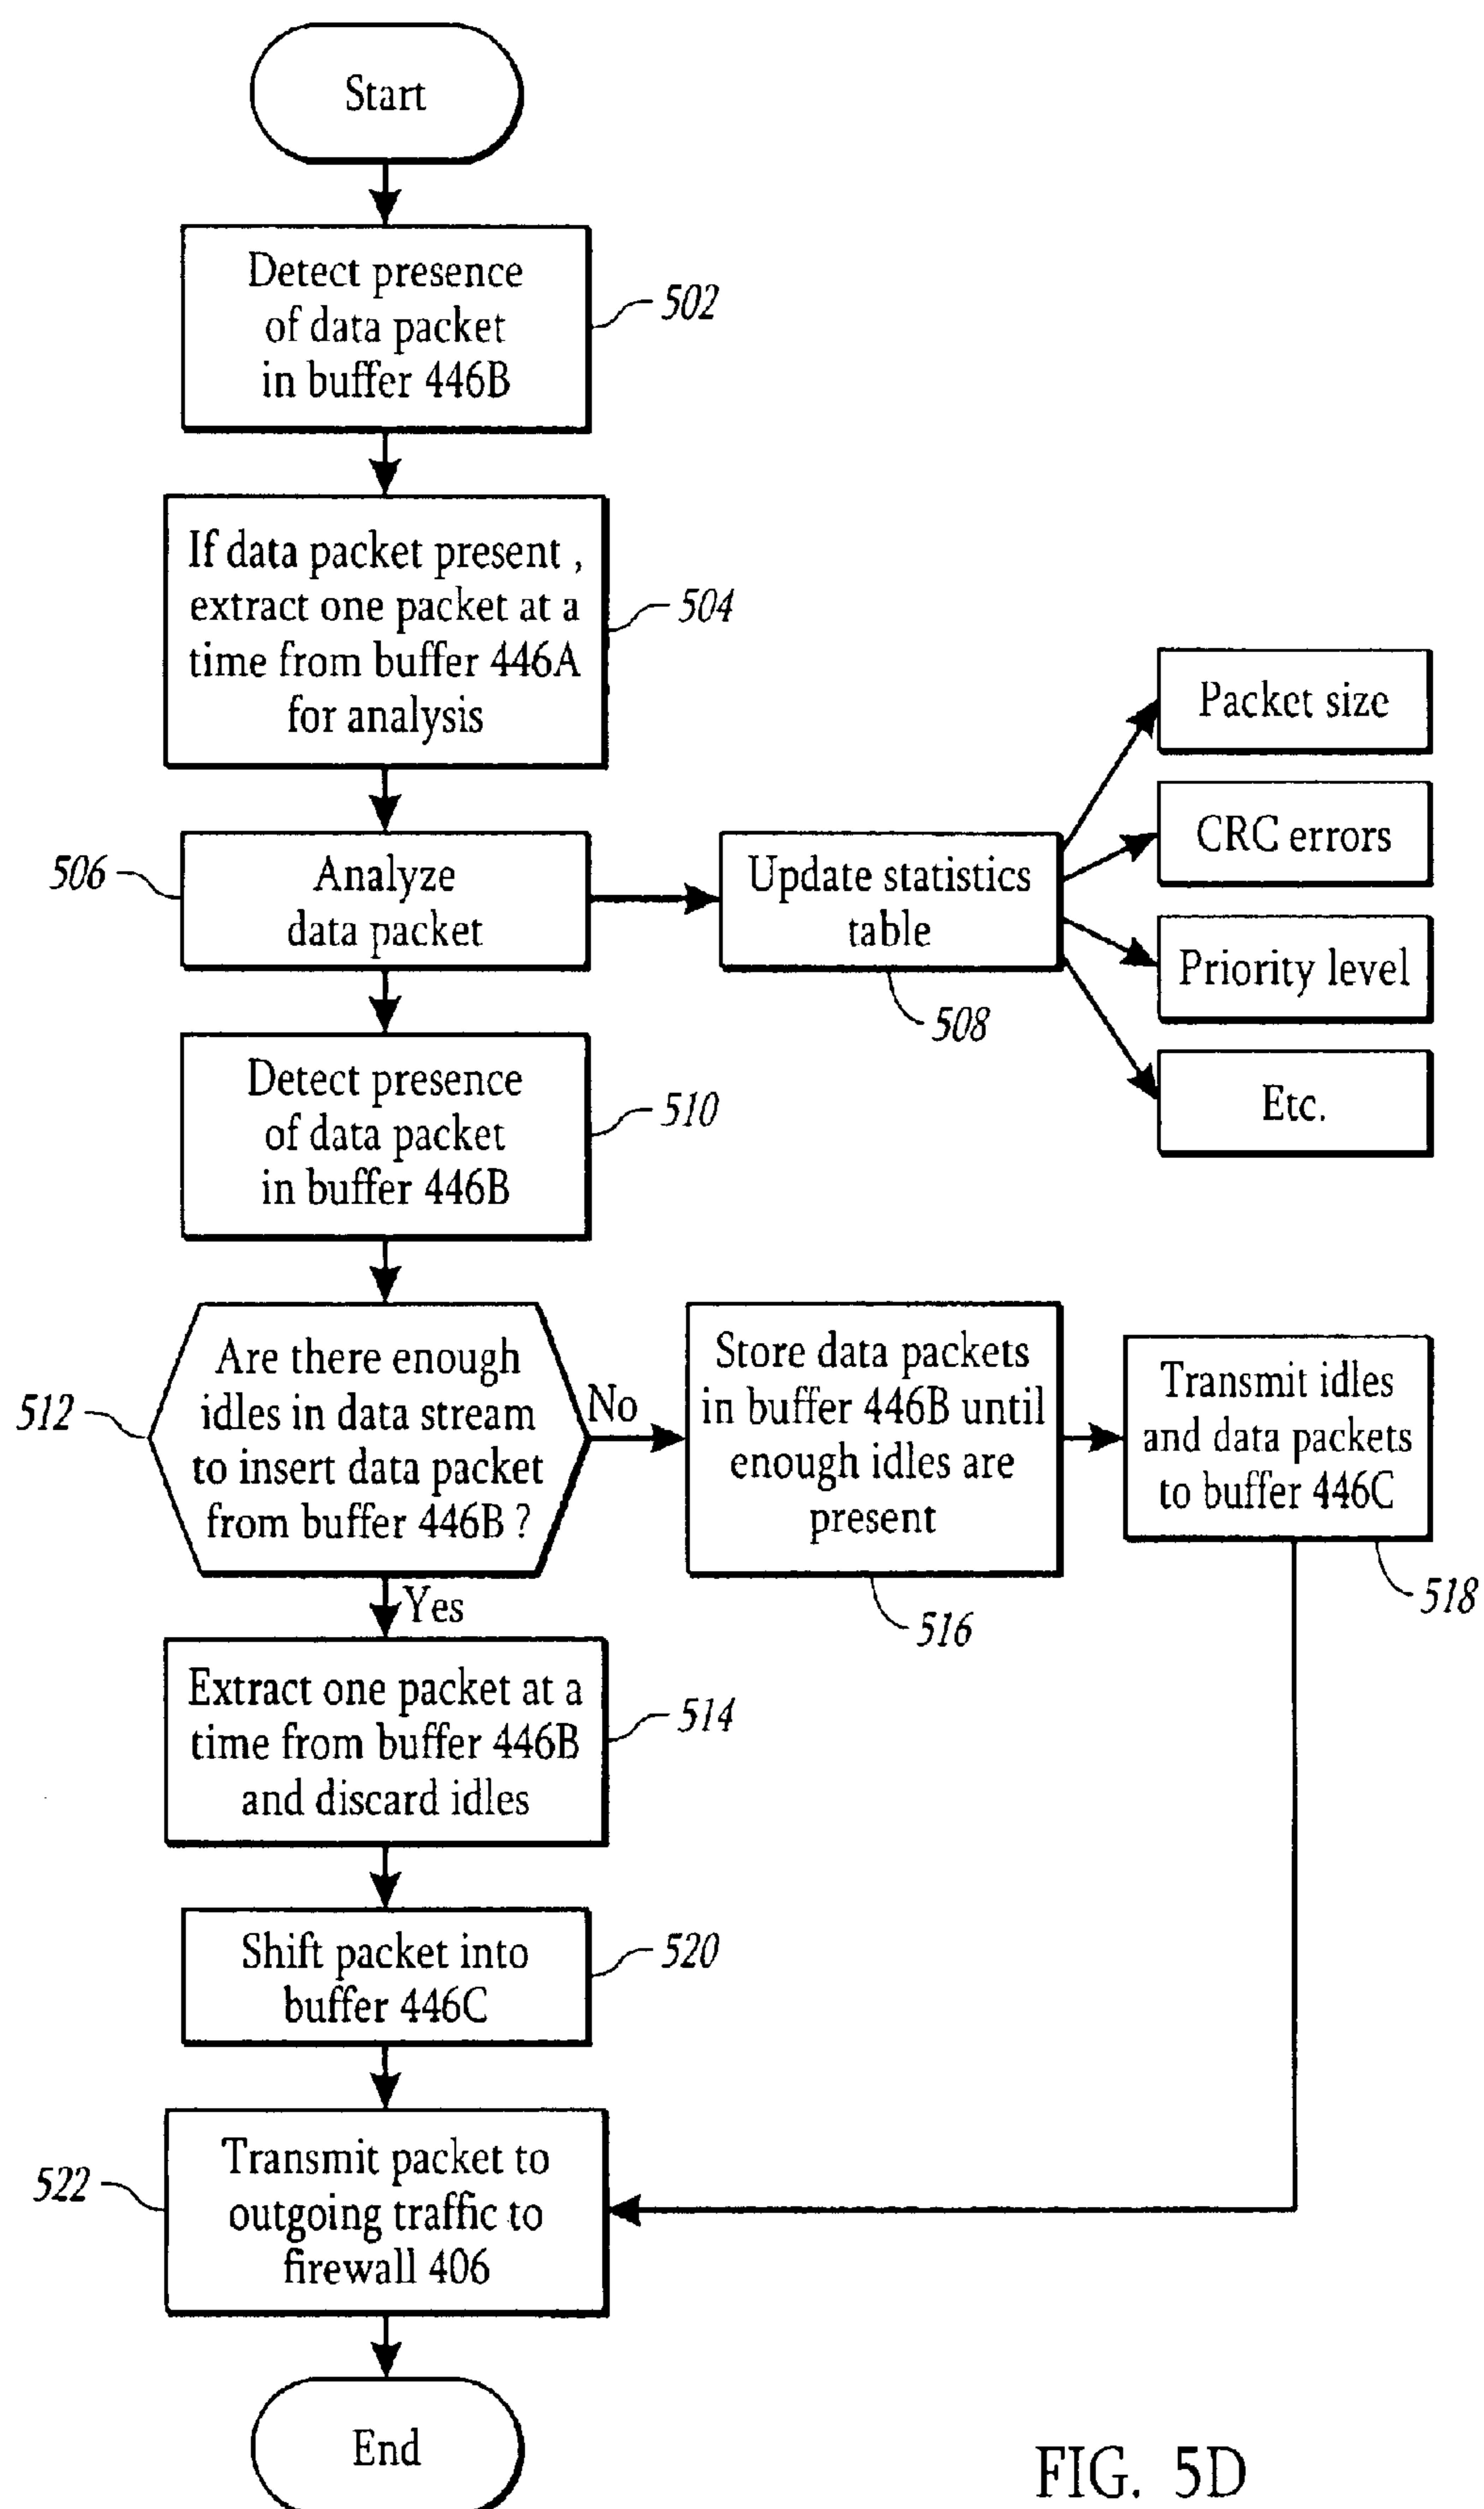 Start
Detect presence
of data packet
in buffer 446B
502
If data packet present ,
extract one packet at a
time from buffer 446A
for analysis
504
506
Analyze
data packet
Update statistics
table
508
Packet size
CRC errors
Priority level
Etc.
Detect presence
of data packet
in buffer 446B
510
512
Are there enough
idles in data stream
to insert data packet
from buffer 446B ?
No
Store data packets
in buffer 446B until
enough idles are
present
516
Transmit idles
and data packets
to buffer 446C
518
Yes
Extract one packet at a
time from buffer 446B
and discard idles
514
Shift packet into
buffer 446C
520
522
Transmit packet to
outgoing traffic to
firewall 406
End
FIG. 5D